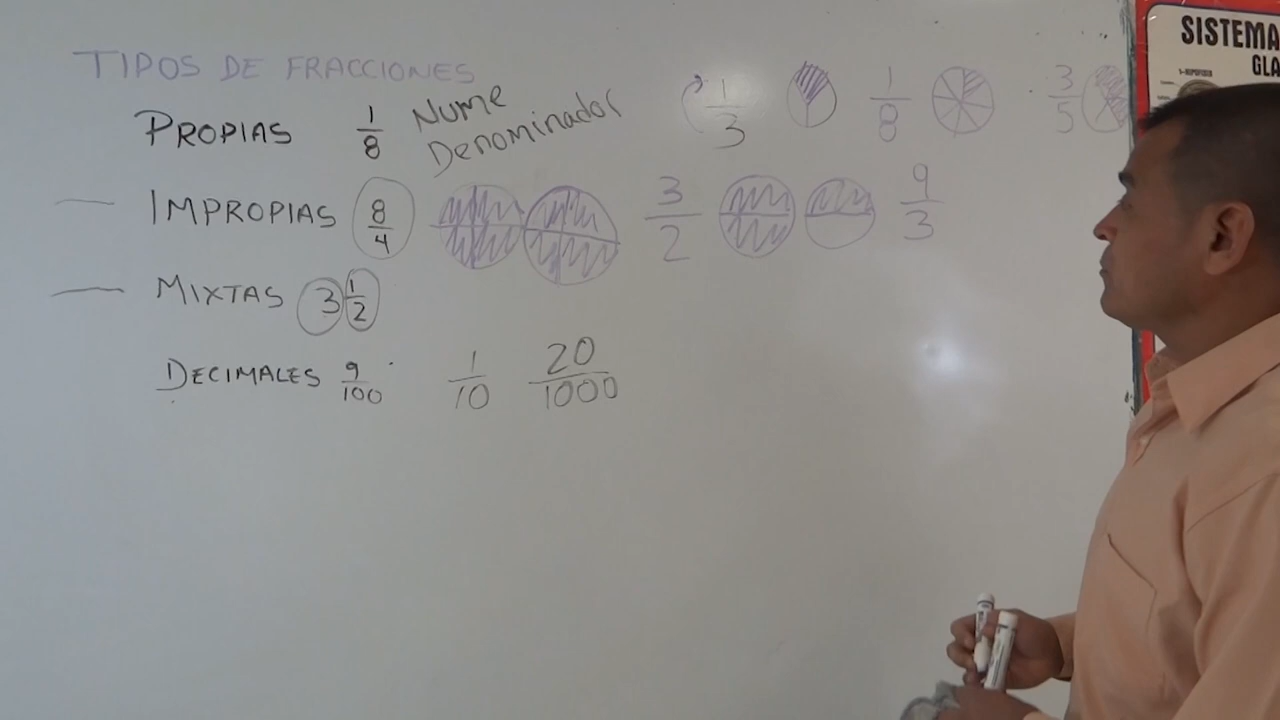 TIPOS DE FRACCIONES
PROPIAS 1/8 Nume Denominador 1/3 1/8 3/5
IMPROPIAS 8/4 3/2 9/3
MIXTAS 3 1/2
DECIMALES 9/100 1/10 20/1000
SISTEMA
GLA